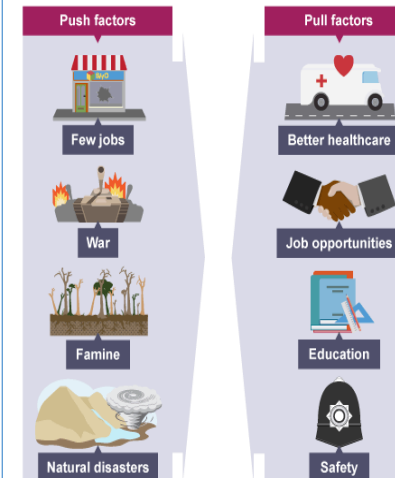 Push factors
Few jobs
War
Famine
Natural disasters
Pull factors
Better healthcare
Job opportunities
Education
Safety